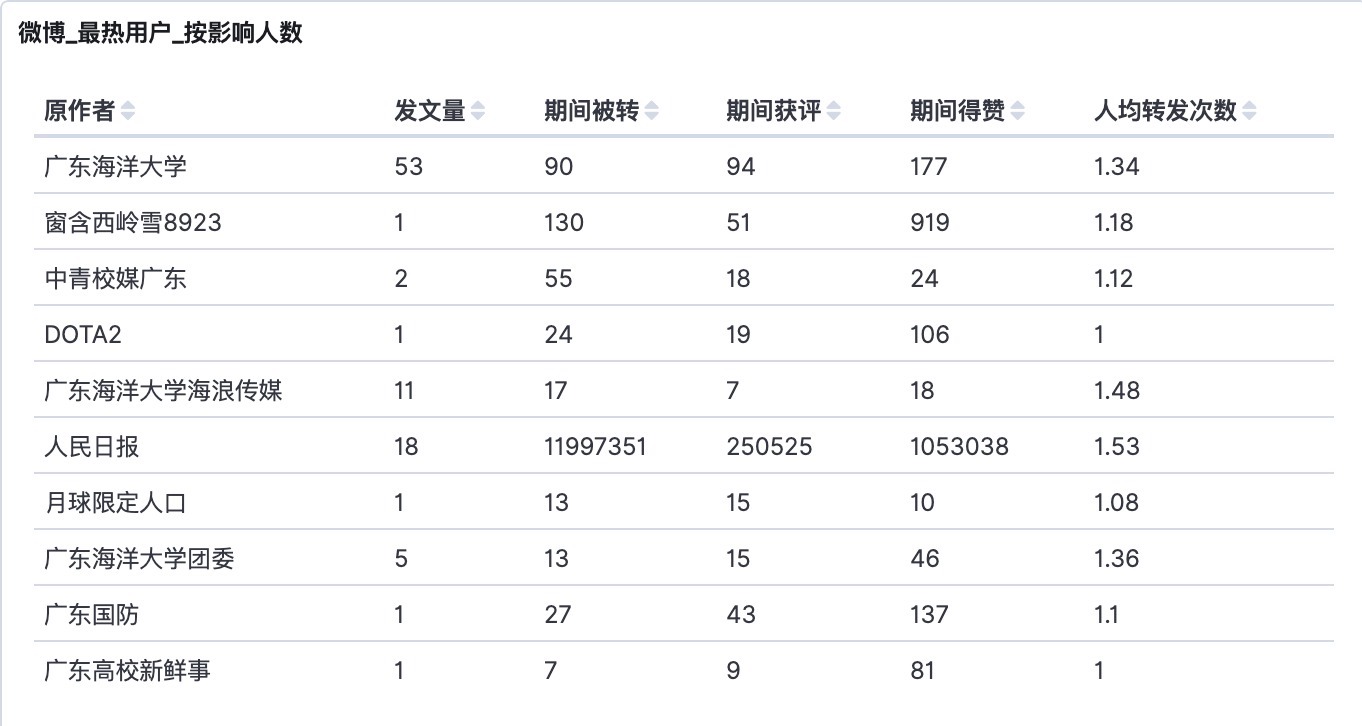 微博_最热用户_按影响人数
原作者 发文量 期间被转 期间获评 期间得赞 人均转发次数
广东海洋大学 53 90 94 177 1.34
窗含西岭雪8923 1 130 51 919 1.18
中青校媒广东 2 55 18 24 1.12
DOTA2 1 24 19 106 1
广东海洋大学海浪传媒 11 17 7 18 1.48
人民日报 18 11997351 250525 1053038 1.53
月球限定人口 1 13 15 10 1.08
广东海洋大学团委 5 13 15 46 1.36
广东国防 1 27 43 137 1.1
广东高校新鲜事 1 7 9 81 1